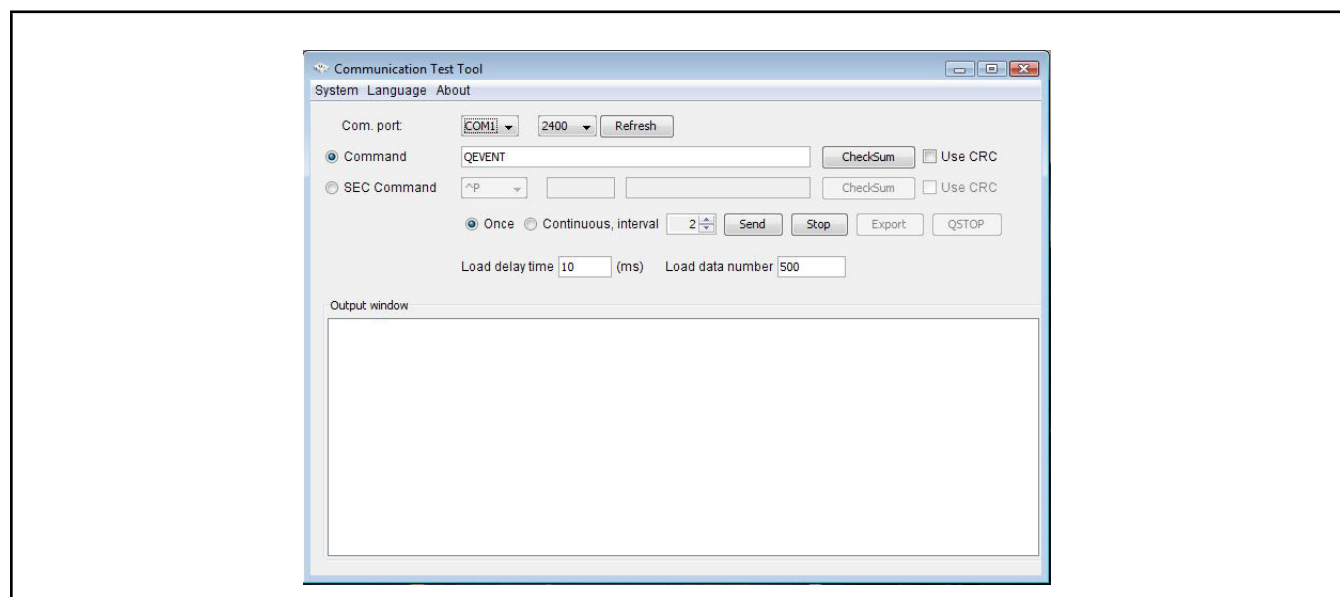 Communication Test Tool
System Language About
Com. port: COM1 2400 Refresh
Command QEVENT CheckSum Use CRC
SEC Command ^P CheckSum Use CRC
Once Continuous, interval 2 Send Stop Export QSTOP
Load delay time 10 (ms) Load data number 500
Output window